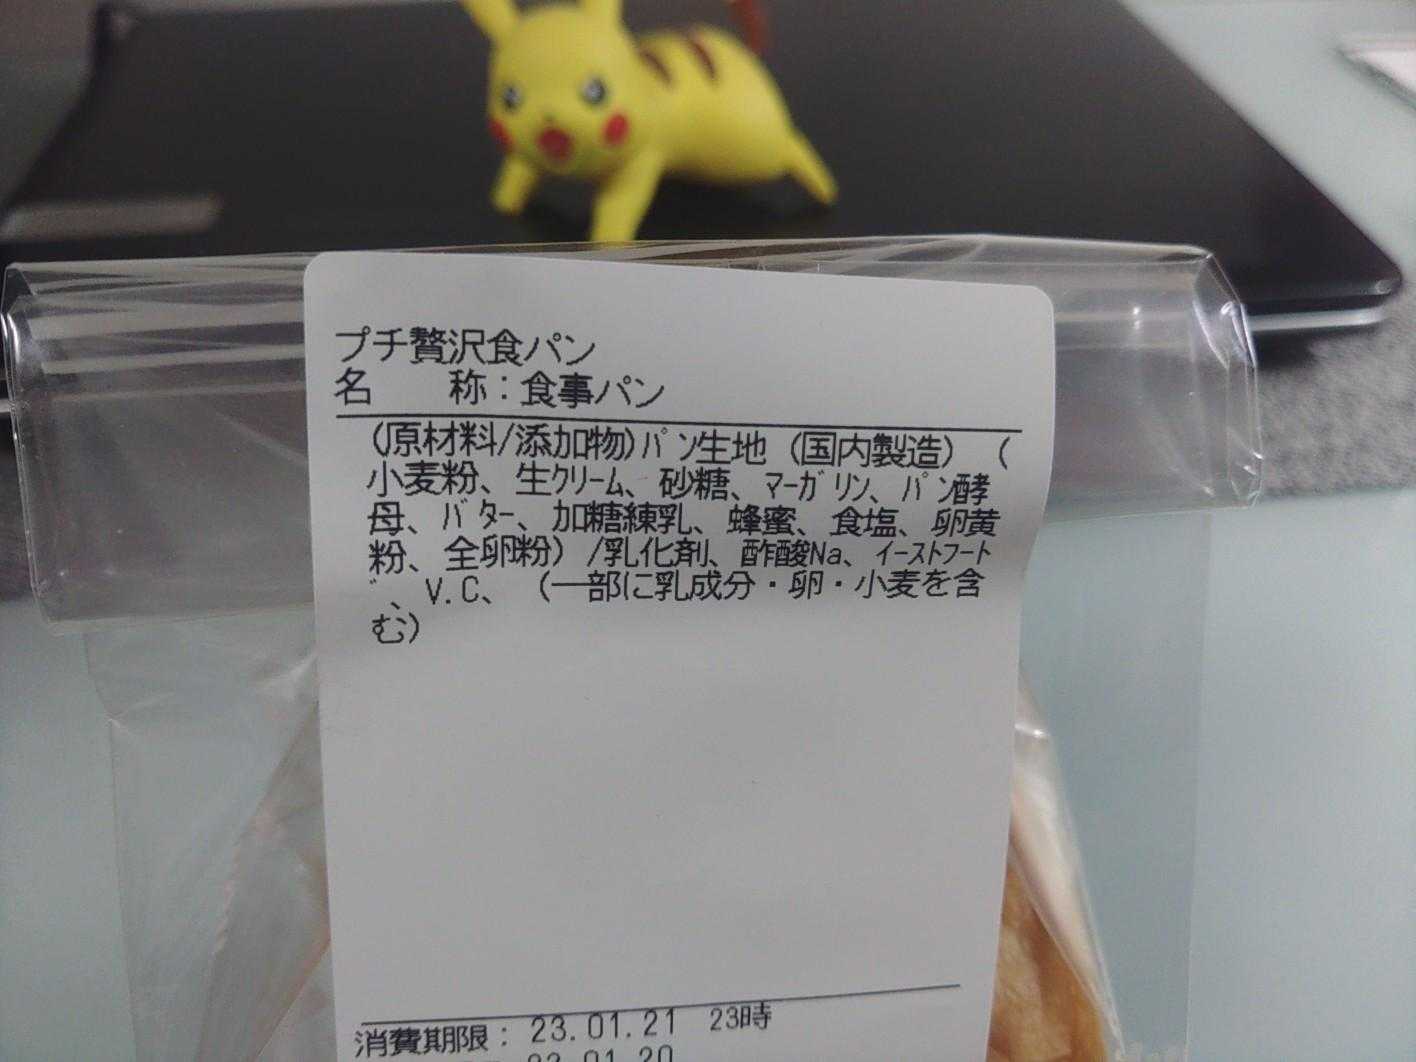 プチ贅沢食パン
名　　称：食事パン
(原材料/添加物)ﾊﾟﾝ生地（国内製造）（
小麦粉、生ｸﾘｰﾑ、砂糖、ﾏｰｶﾞﾘﾝ、ﾊﾟﾝ酵
母、ﾊﾞﾀｰ、加糖練乳、蜂蜜、食塩、卵黄
粉、全卵粉）/乳化剤、酢酸Na、ｲｰｽﾄﾌｰﾄ
ﾞ、V.C、（一部に乳成分・卵・小麦を含
む)
消費期限：23.01.21　23時
23.01.20